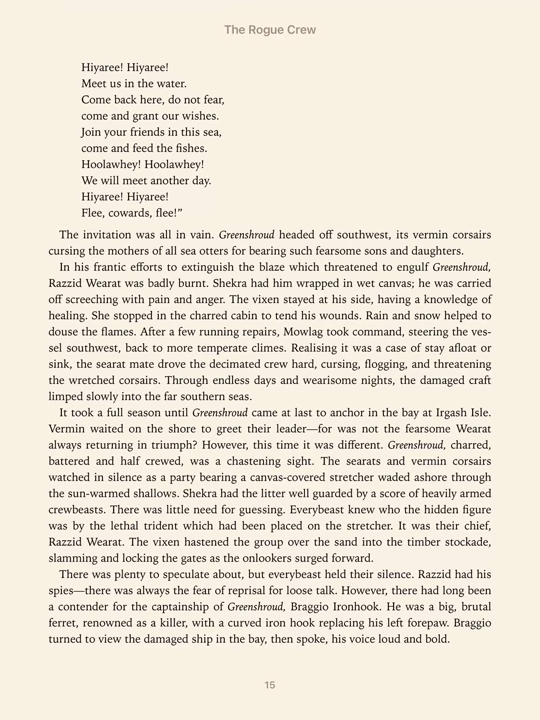 The Rogue Crew
Hiyaree! Hiyaree!
Meet us in the water.
Come back here, do not fear,
come and grant our wishes.
Join your friends in this sea,
come and feed the fishes.
Hoolawhey! Hoolawhey!
We will meet another day.
Hiyaree! Hiyaree!
Flee, cowards, flee!”
The invitation was all in vain. Greenshroud headed off southwest, its vermin corsairs
cursing the mothers of all sea otters for bearing such fearsome sons and daughters.
In his frantic efforts to extinguish the blaze which threatened to engulf Greenshroud,
Razzid Wearat was badly burnt. Shekra had him wrapped in wet canvas; he was carried
off screeching with pain and anger. The vixen stayed at his side, having a knowledge of
healing. She stopped in the charred cabin to tend his wounds. Rain and snow helped to
douse the flames. After a few running repairs, Mowlag took command, steering the ves-
sel southwest, back to more temperate climes. Realising it was a case of stay afloat or
sink, the searat mate drove the decimated crew hard, cursing, flogging, and threatening
the wretched corsairs. Through endless days and wearisome nights, the damaged craft
limped slowly into the far southern seas.
It took a full season until Greenshroud came at last to anchor in the bay at Irgash Isle.
Vermin waited on the shore to greet their leader—for was not the fearsome Wearat
always returning in triumph? However, this time it was different. Greenshroud, charred,
battered and half crewed, was a chastening sight. The searats and vermin corsairs
watched in silence as a party bearing a canvas-covered stretcher waded ashore through
the sun-warmed shallows. Shekra had the litter well guarded by a score of heavily armed
crewbeasts. There was little need for guessing. Everybeast knew who the hidden figure
was by the lethal trident which had been placed on the stretcher. It was their chief,
Razzid Wearat. The vixen hastened the group over the sand into the timber stockade,
slamming and locking the gates as the onlookers surged forward.
There was plenty to speculate about, but everybeast held their silence. Razzid had his
spies—there was always the fear of reprisal for loose talk. However, there had long been
a contender for the captainship of Greenshroud, Braggio Ironhook. He was a big, brutal
ferret, renowned as a killer, with a curved iron hook replacing his left forepaw. Braggio
turned to view the damaged ship in the bay, then spoke, his voice loud and bold.
15